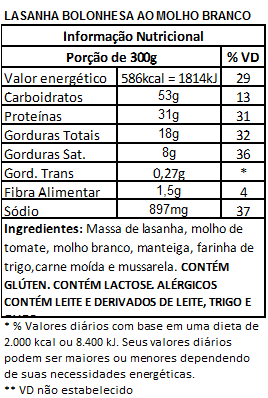 LASANHA BOLONHESA AO MOLHO BRANCO
Informação Nutricional
Porção de 300g % VD
Valor energético 586kcal = 1814kJ 29
Carboidratos 53g 13
Proteínas 31g 31
Gorduras Totais 18g 32
Gorduras Sat. 8g 36
Gord. Trans 0,27g *
Fibra Alimentar 1,5g 4
Sódio 897mg 37
Ingredientes: Massa de lasanha, molho de
tomate, molho branco, manteiga, farinha de
trigo,carne moída e mussarela. CONTÉM
GLÚTEN. CONTÉM LACTOSE. ALÉRGICOS
CONTÉM LEITE E DERIVADOS DE LEITE, TRIGO E
* % Valores diários com base em uma dieta de
2.000 kcal ou 8.400 kJ. Seus valores diários
podem ser maiores ou menores dependendo
de suas necessidades energéticas.
** VD não estabelecido